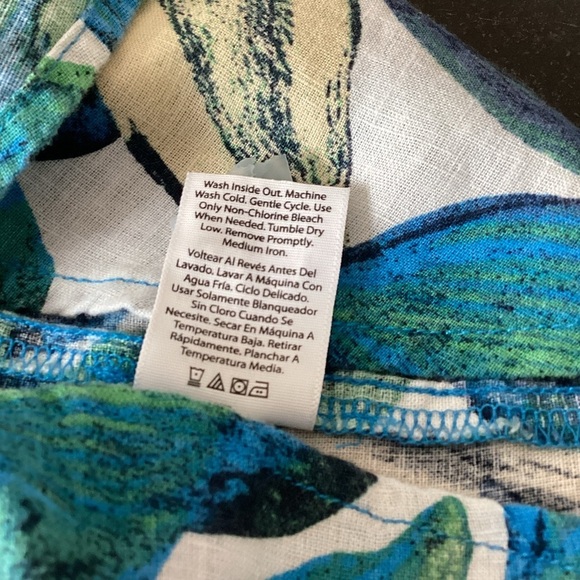 Wash Inside Out. Machine
Wash Cold. Gentle Cycle. Use
Only Non-Chlorine Bleach
When Needed. Tumble Dry
Low. Remove Promptly.
Medium Iron.
Voltear Al Revés Antes Del
Lavado. Lavar A Máquina Con
Agua Fría. Ciclo Delicado.
Usar Solamente Blanqueador
Sin Cloro Cuando Se
Necesite. Secar En Máquina A
Temperatura Baja. Retirar
Rápidamente. Planchar A
Temperatura Media.